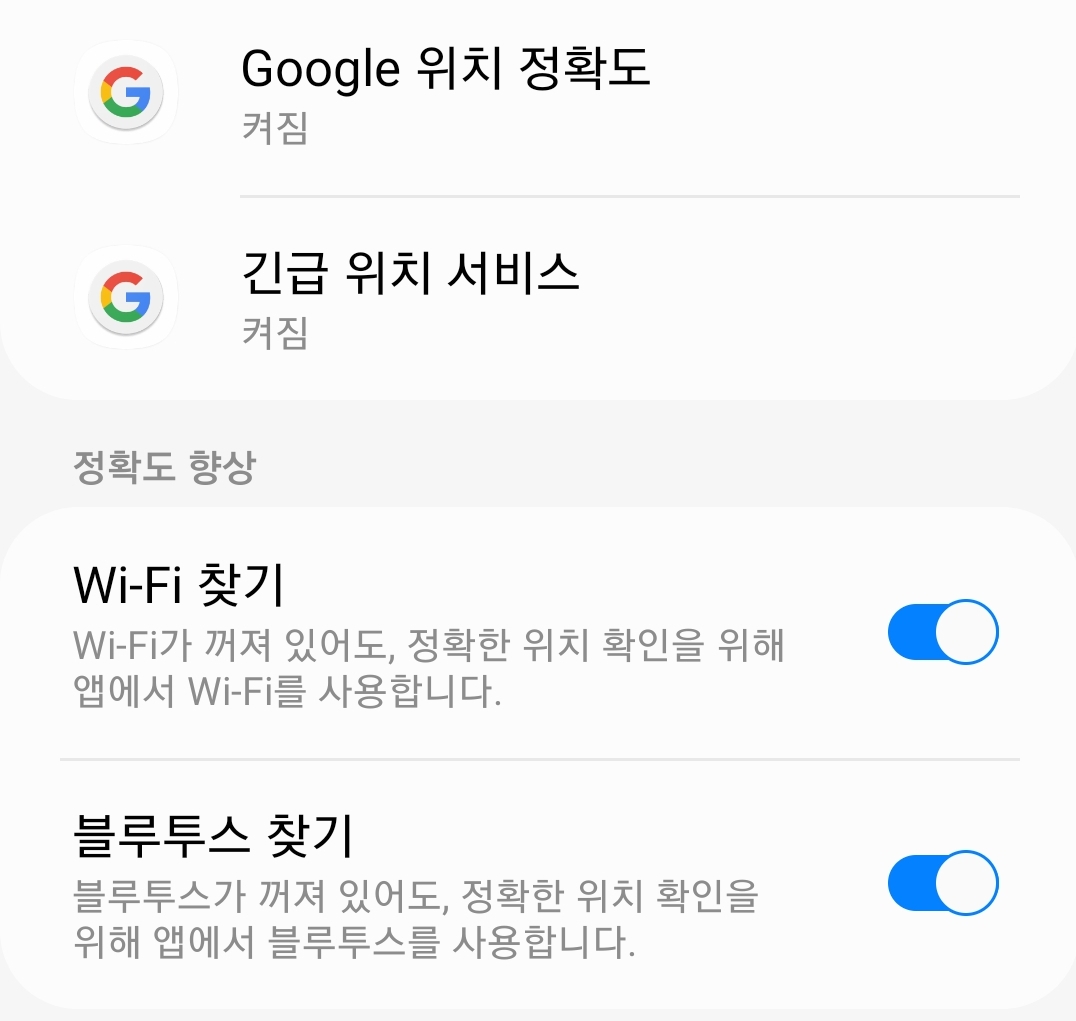 Google 위치 정확도
켜짐
긴급 위치 서비스
켜짐
정확도 향상
Wi-Fi 찾기
Wi-Fi가 꺼져 있어도, 정확한 위치 확인을 위해
앱에서 Wi-Fi를 사용합니다.
블루투스 찾기
블루투스가 꺼져 있어도, 정확한 위치 확인을
위해 앱에서 블루투스를 사용합니다.